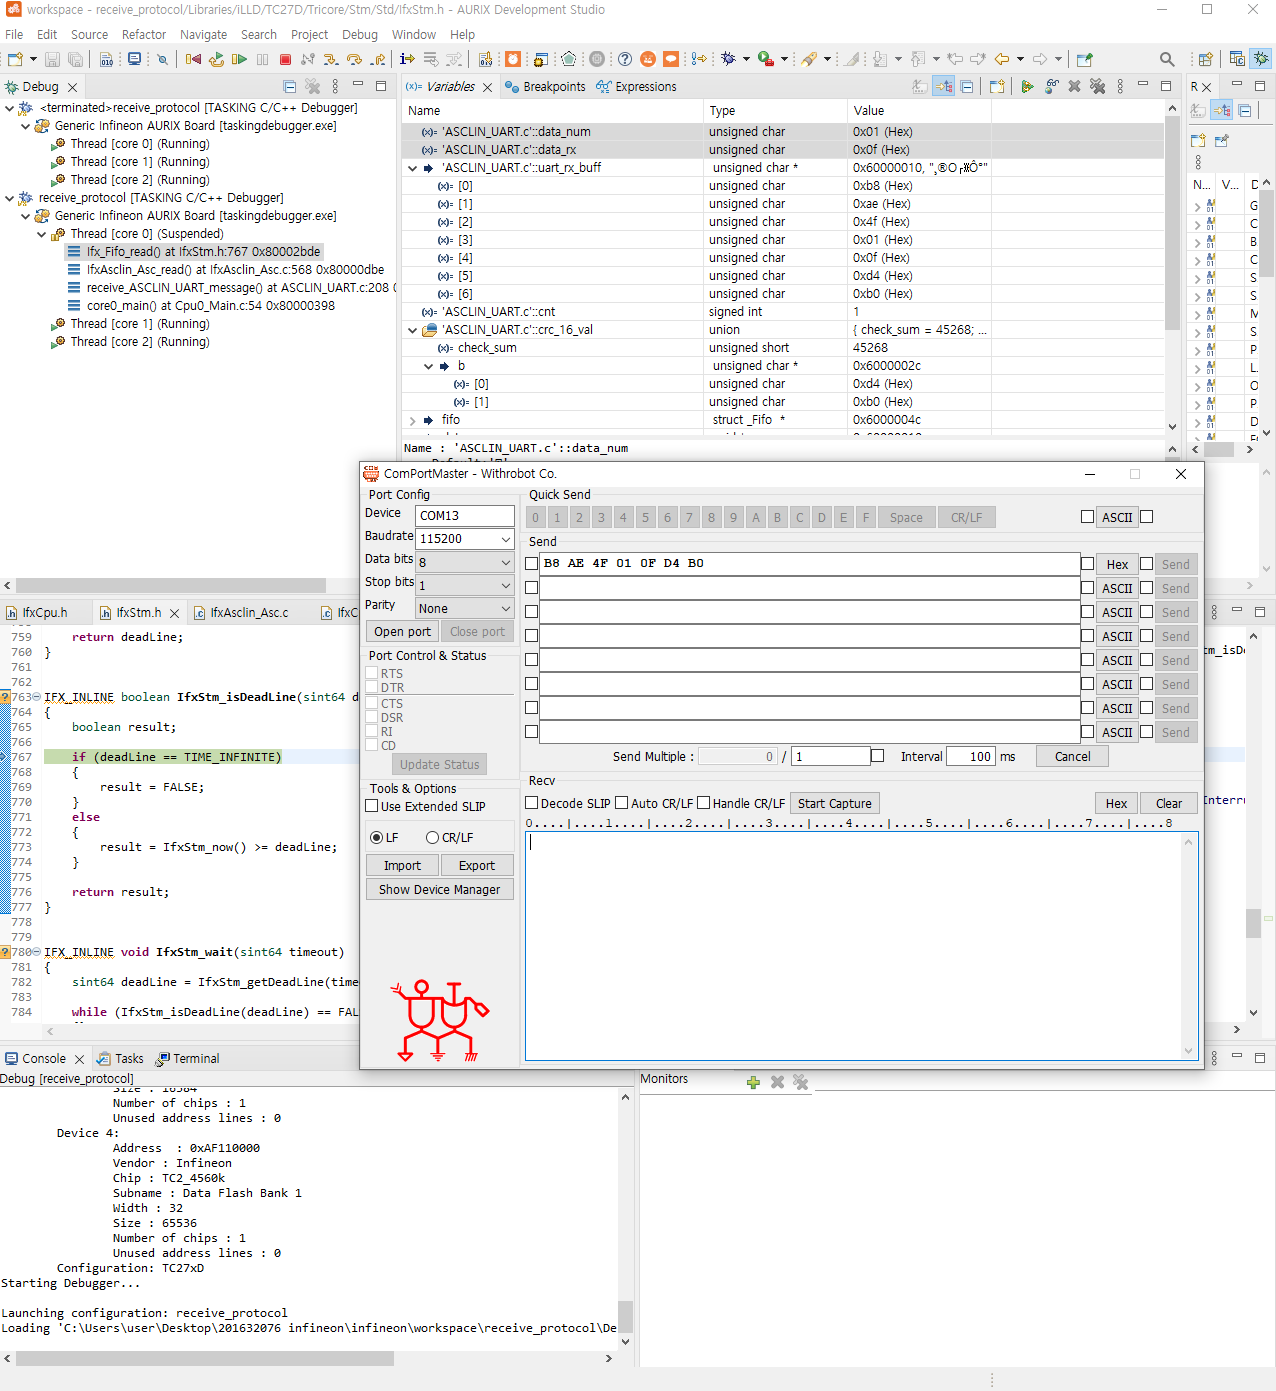 workspace - receive_protocol/Libraries/iLLD/TC27D/Tricore/Stm/Std/IfxStm.h - AURIX Development Studio
File Edit Source Refactor Navigate Search Project Debug Window Help
Debug
<terminated>receive_protocol [TASKING C/C++ Debugger]
Generic Infineon AURIX Board [taskingdebugger.exe]
Thread [core 0] (Running)
Thread [core 1] (Running)
Thread [core 2] (Running)
receive_protocol [TASKING C/C++ Debugger]
Generic Infineon AURIX Board [taskingdebugger.exe]
Thread [core 0] (Suspended)
Ifx_Fifo_read() at IfxStm.h:767 0x80002bde
IfxAsclin_Asc_read() at IfxAsclin_Asc.c:568 0x80000dbe
receive_ASCLIN_UART_message() at ASCLIN_UART.c:208 0
core0_main() at Cpu0_Main.c:54 0x80000398
Thread [core 1] (Running)
Thread [core 2] (Running)
(x)= Variables Breakpoints Expressions
Name Type Value
(x)= 'ASCLIN_UART.c'::data_num unsigned char 0x01 (Hex)
(x)= 'ASCLIN_UART.c'::data_rx unsigned char 0x0f (Hex)
'ASCLIN_UART.c'::uart_rx_buff unsigned char * 0x60000010,
(x)= [0] unsigned char 0xb8 (Hex)
(x)= [1] unsigned char 0xae (Hex)
(x)= [2] unsigned char 0x4f (Hex)
(x)= [3] unsigned char 0x01 (Hex)
(x)= [4] unsigned char 0x0f (Hex)
(x)= [5] unsigned char 0xd4 (Hex)
(x)= [6] unsigned char 0xb0 (Hex)
(x)= 'ASCLIN_UART.c'::cnt signed int 1
'ASCLIN_UART.c'::crc_16_val union { check_sum = 45268; ...
(x)= check_sum unsigned short 45268
b unsigned char * 0x6000002c
(x)= [0] unsigned char 0xd4 (Hex)
(x)= [1] unsigned char 0xb0 (Hex)
fifo struct _Fifo * 0x6000004c
Name : 'ASCLIN_UART.c'::data_num
R
N... V... D
G
C
B
C
S
S
M
S
P
L.
O
P
D
IfxCpu.h IfxStm.h IfxAsclin_Asc.c IfxC
759 return deadLine;
760 }
761
762
763 IFX_INLINE boolean IfxStm_isDeadLine(sint64 d
764 {
765 boolean result;
766
767 if (deadLine == TIME_INFINITE)
768 {
769 result = FALSE;
770 }
771 else
772 {
773 result = IfxStm_now() >= deadLine;
774 }
775
776 return result;
777 }
778
779
780 IFX_INLINE void IfxStm_wait(sint64 timeout)
781 {
782 sint64 deadLine = IfxStm_getDeadLine(time
783
784 while (IfxStm_isDeadLine(deadLine) == FAL
tm_isDe
Interru
ComPortMaster - Withrobot Co.
Port Config
Device COM13
Baudrate 115200
Data bits 8
Stop bits 1
Parity None
Open port Close port
Port Control & Status
RTS
DTR
CTS
DSR
RI
CD
Update Status
Tools & Options
Use Extended SLIP
LF CR/LF
Import Export
Show Device Manager
Quick Send
0 1 2 3 4 5 6 7 8 9 A B C D E F Space CR/LF ASCII
Send
B8 AE 4F 01 0F D4 B0 Hex Send
ASCII Send
ASCII Send
ASCII Send
ASCII Send
ASCII Send
ASCII Send
ASCII Send
Send Multiple : 0 / 1 Interval 100 ms Cancel
Recv
Decode SLIP Auto CR/LF Handle CR/LF Start Capture Hex Clear
0....|....1....|....2....|....3....|....4....|....5....|....6....|....7....|....8
Console Tasks Terminal
Debug [receive_protocol]
Size : 16384
Number of chips : 1
Unused address lines : 0
Device 4:
Address : 0xAF110000
Vendor : Infineon
Chip : TC2_4560k
Subname : Data Flash Bank 1
Width : 32
Size : 65536
Number of chips : 1
Unused address lines : 0
Configuration: TC27xD
Starting Debugger...
Launching configuration: receive_protocol
Loading 'C:\Users\user\Desktop\201632076 infineon\infineon\workspace\receive_protocol\De
Monitors